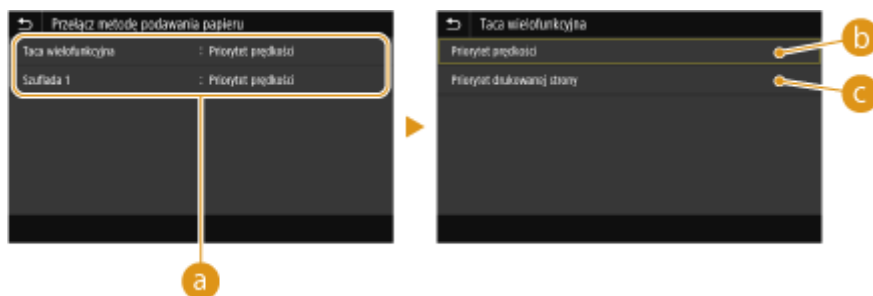 Przełącz metodę podawania papieru
Taca wielofunkcyjna : Priorytet prędkości
Szuflada 1 : Priorytet prędkości
a
Taca wielofunkcyjna
Priorytet prędkości
b
Priorytet drukowanej strony
c